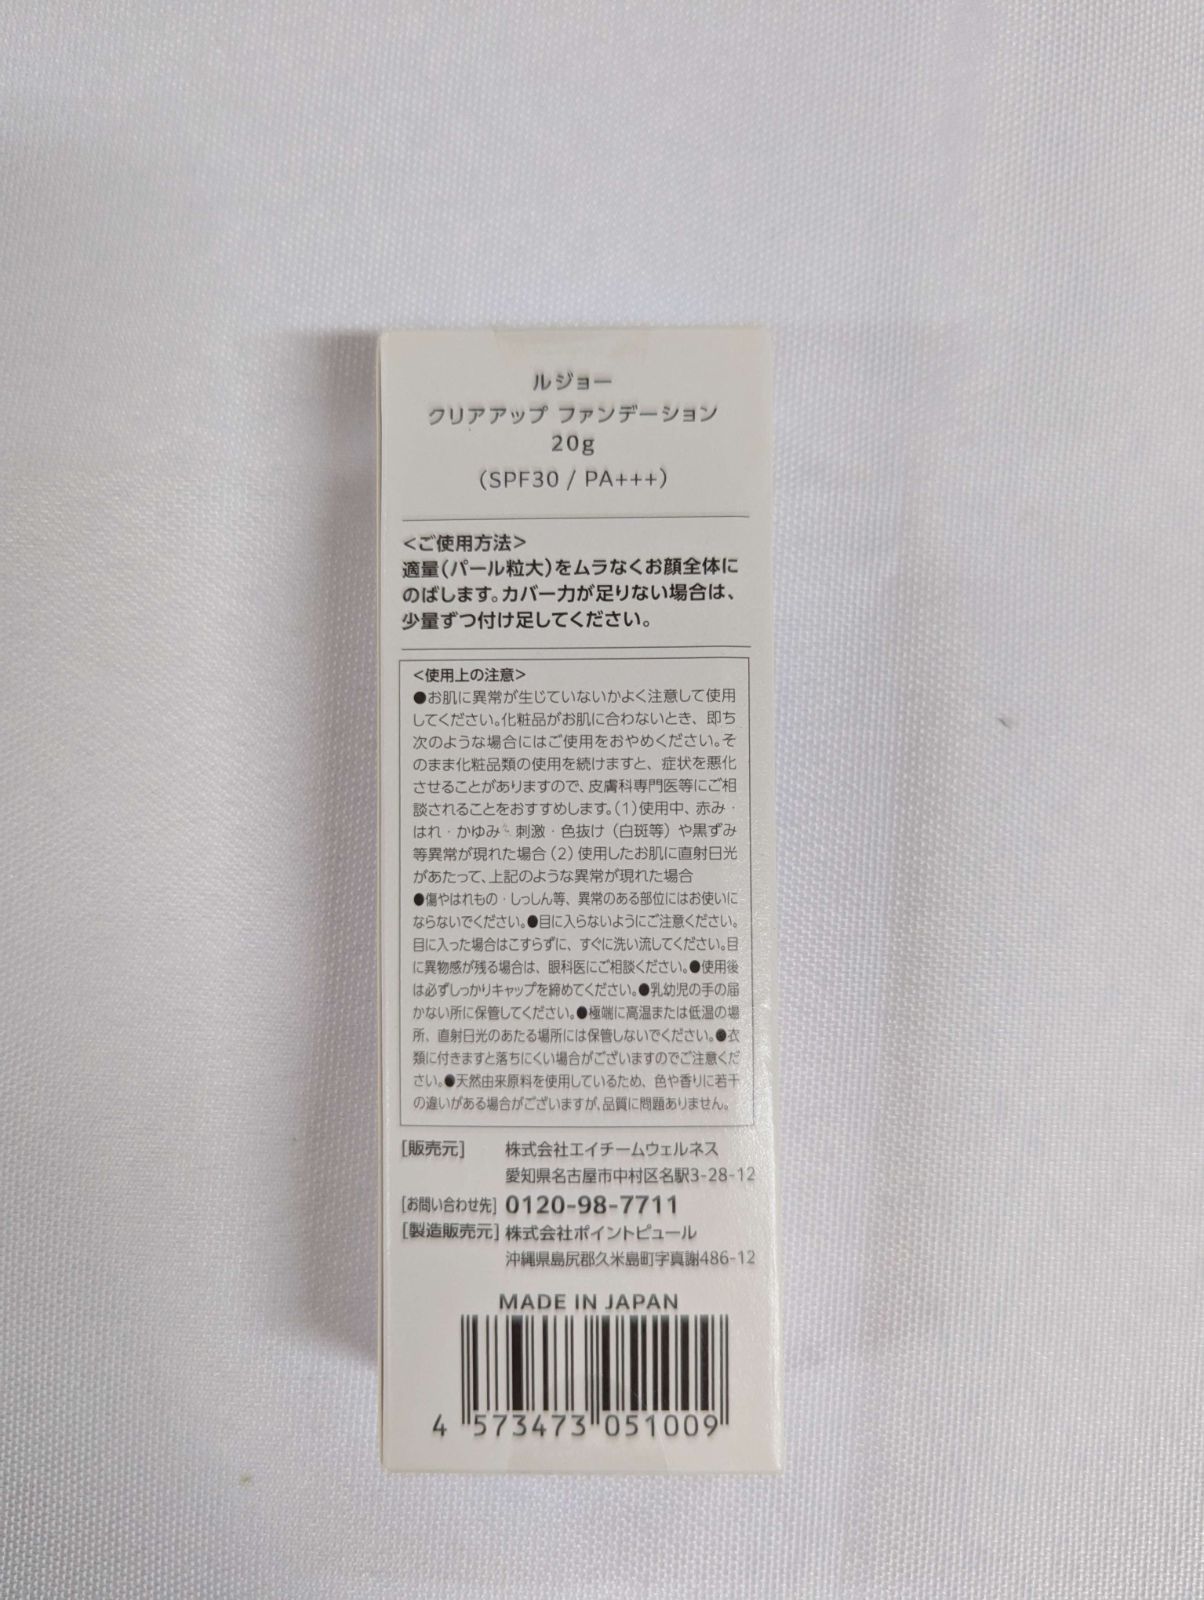 ルジョー
クリアアップ ファンデーション
20g
（SPF30 / PA+++）
＜ご使用方法＞
適量（パール粒大）をムラなくお顔全体に
のばします。カバー力が足りない場合は、
少量ずつ付け足してください。
＜使用上の注意＞
●お肌に異常が生じていないかよく注意して使用
してください。化粧品がお肌に合わないとき、即ち
次のような場合にはご使用をおやめください。そ
のまま化粧品類の使用を続けますと、症状を悪化
させることがありますので、皮膚科専門医等にご相
談されることをおすすめします。（1）使用中、赤み・
はれ・かゆみ・刺激・色抜け（白斑等）や黒ずみ
等異常が現れた場合（2）使用したお肌に直射日光
があたって、上記のような異常が現れた場合
●傷やはれもの・しっしん等、異常のある部位にはお使いに
ならないでください。●目に入らないようにご注意ください。
目に入った場合はこすらずに、すぐに洗い流してください。目
に異物感が残る場合は、眼科医にご相談ください。●使用後
は必ずしっかりキャップを締めてください。●乳幼児の手の届
かない所に保管してください。●極端に高温または低温の場
所、直射日光のあたる場所には保管しないでください。●衣
類に付きますと落ちにくい場合がございますのでご注意くだ
さい。●天然由来原料を使用しているため、色や香りに若干
の違いがある場合がございますが、品質に問題ありません。
［販売元］ 株式会社エイチームウェルネス
愛知県名古屋市中村区名駅3-28-12
［お問い合わせ先］ 0120-98-7711
［製造販売元］ 株式会社ポイントピュール
沖縄県島尻郡久米島町字真謝486-12
MADE IN JAPAN
4 573473 051009